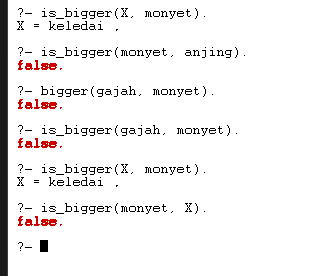 ?- is_bigger(X, monyet).
X = keledai .
?- is_bigger(monyet, anjing).
false.
?- bigger(gajah, monyet).
false.
?- is_bigger(gajah, monyet).
false.
?- is_bigger(X, monyet).
X = keledai .
?- is_bigger(monyet, X).
false.
?-